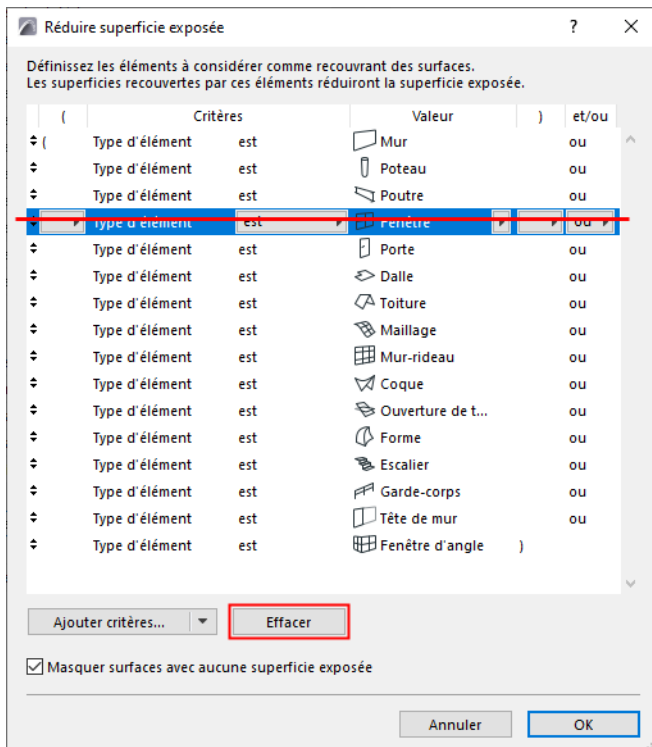 Réduire superficie exposée ? ×
Définissez les éléments à considérer comme recouvrant des surfaces.
Les superficies recouvertes par ces éléments réduiront la superficie exposée.
( Critères Valeur ) et/ou
( Type d'élément est Mur ou
Type d'élément est Poteau ou
Type d'élément est Poutre ou
Type d'élément est Fenêtre ou
Type d'élément est Porte ou
Type d'élément est Dalle ou
Type d'élément est Toiture ou
Type d'élément est Maillage ou
Type d'élément est Mur-rideau ou
Type d'élément est Coque ou
Type d'élément est Ouverture de t... ou
Type d'élément est Forme ou
Type d'élément est Escalier ou
Type d'élément est Garde-corps ou
Type d'élément est Tête de mur ou
Type d'élément est Fenêtre d'angle )
Ajouter critères... Effacer
Masquer surfaces avec aucune superficie exposée
Annuler OK